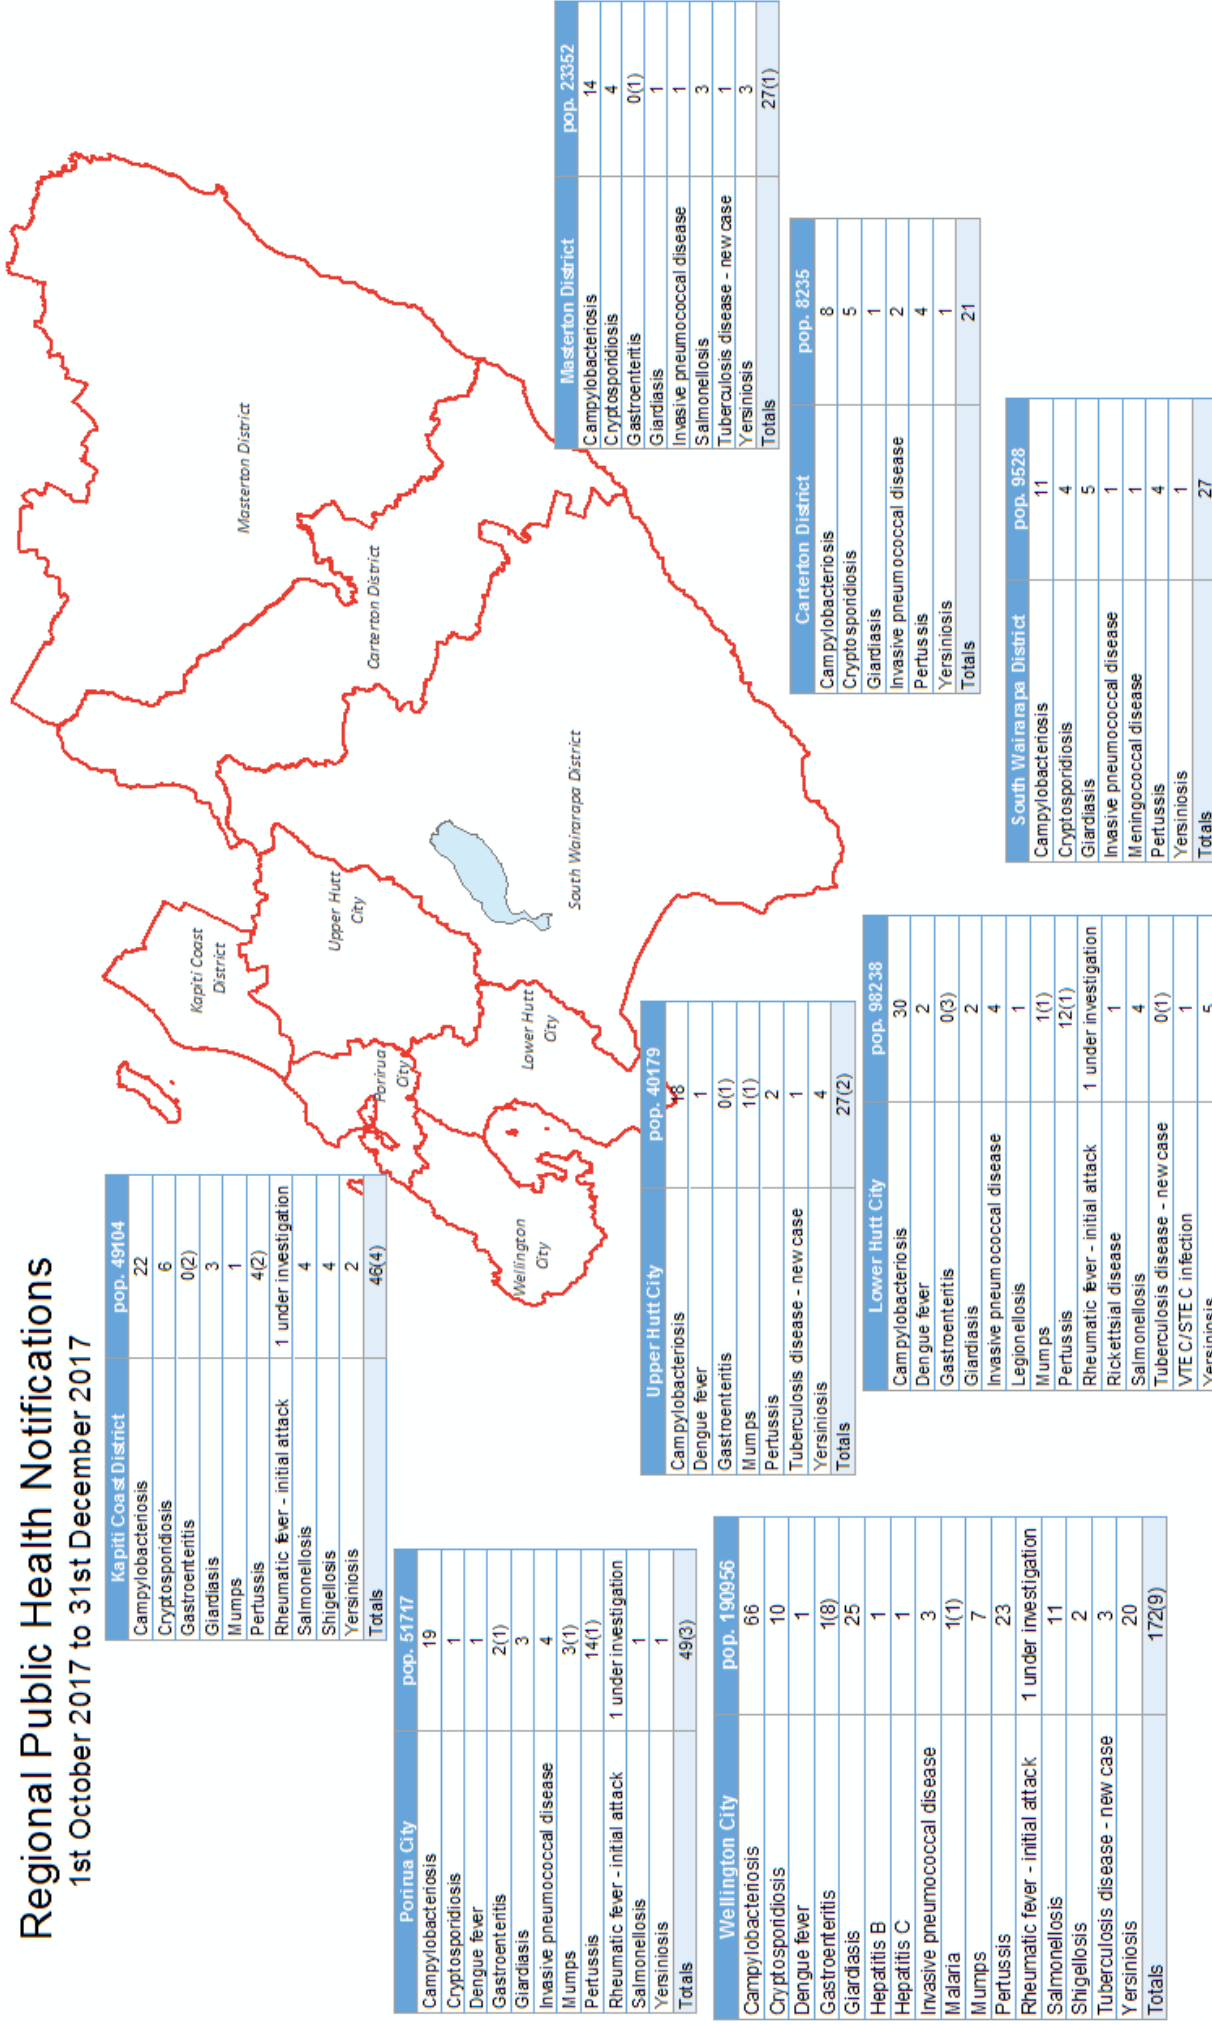 Regional Public Health Notifications
1st October 2017 to 31st December 2017
Kapiti Coast District pop. 49104
Campylobacteriosis 22
Cryptosporidiosis 6
Gastroenteritis 0(2)
Giardiasis 3
Mumps 1
Pertussis 4(2)
Rheumatic fever - initial attack 1 under investigation
Salmonellosis 4
Shigellosis 4
Yersiniosis 2
Totals 46(4)
Porirua City pop. 51717
Campylobacteriosis 19
Cryptosporidiosis 1
Dengue fever 1
Gastroenteritis 2(1)
Giardiasis 3
Invasive pneumococcal disease 4
Mumps 3(1)
Pertussis 14(1)
Rheumatic fever - initial attack 1 under investigation
Salmonellosis 1
Yersiniosis 1
Totals 49(3)
Wellington City pop. 190956
Campylobacteriosis 66
Cryptosporidiosis 10
Dengue fever 1
Gastroenteritis 1(8)
Giardiasis 25
Hepatitis B 1
Hepatitis C 1
Invasive pneumococcal disease 3
Malaria 1(1)
Mumps 7
Pertussis 23
Rheumatic fever - initial attack 1 under investigation
Salmonellosis 11
Shigellosis 2
Tuberculosis disease - new case 3
Yersiniosis 20
Totals 172(9)
Kapiti Coast
District
Upper Hutt
City
Porirua
City
Lower Hutt
City
Wellington
City
Masterton District
Carterton District
South Wairarapa District
Upper Hutt City pop. 40179
Campylobacteriosis 18
Dengue fever 1
Gastroenteritis 0(1)
Mumps 1(1)
Pertussis 2
Tuberculosis disease - new case 1
Yersiniosis 4
Totals 27(2)
Lower Hutt City pop. 98238
Campylobacteriosis 30
Dengue fever 2
Gastroenteritis 0(3)
Giardiasis 2
Invasive pneumococcal disease 4
Legionellosis 1
Mumps 1(1)
Pertussis 12(1)
Rheumatic fever - initial attack 1 under investigation
Rickettsial disease 1
Salmonellosis 4
Tuberculosis disease - new case 0(1)
VTEC/STEC infection 1
Yersiniosis 5
Masterton District pop. 23352
Campylobacteriosis 14
Cryptosporidiosis 4
Gastroenteritis 0(1)
Giardiasis 1
Invasive pneumococcal disease 1
Salmonellosis 3
Tuberculosis disease - new case 1
Yersiniosis 3
Totals 27(1)
Carterton District pop. 8235
Campylobacteriosis 8
Cryptosporidiosis 5
Giardiasis 1
Invasive pneumococcal disease 2
Pertussis 4
Yersiniosis 1
Totals 21
South Wairarapa District pop. 9528
Campylobacteriosis 11
Cryptosporidiosis 4
Giardiasis 5
Invasive pneumococcal disease 1
Meningococcal disease 1
Pertussis 4
Yersiniosis 1
Totals 27